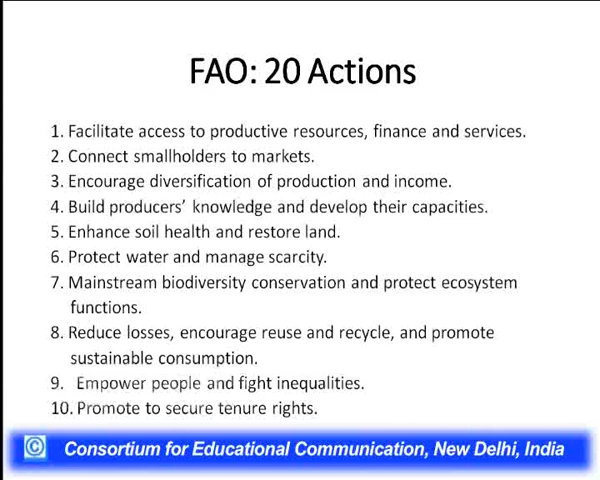 FAO: 20 Actions
1. Facilitate access to productive resources, finance and services.
2. Connect smallholders to markets.
3. Encourage diversification of production and income.
4. Build producers’ knowledge and develop their capacities.
5. Enhance soil health and restore land.
6. Protect water and manage scarcity.
7. Mainstream biodiversity conservation and protect ecosystem
functions.
8. Reduce losses, encourage reuse and recycle, and promote
sustainable consumption.
9. Empower people and fight inequalities.
10. Promote to secure tenure rights.
© Consortium for Educational Communication, New Delhi, India